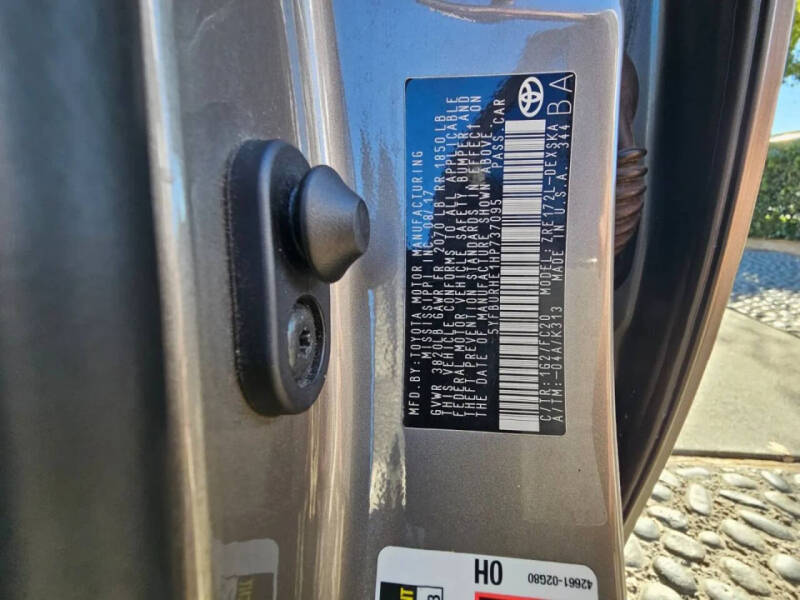 MFD. BY: TOYOTA MOTOR MANUFACTURING
MISSISSIPPI INC. 08/17
GVWR 3820LB GAWR FR 2070 LB RR 1850LB
THIS VEHICLE CONFORMS TO ALL APPLICABLE
FEDERAL MOTOR VEHICLE SAFETY, BUMPER AND
THEFT PREVENTION STANDARDS IN EFFECT ON
THE DATE OF MANUFACTURE SHOWN ABOVE.
5YFBURHE1HP737095 PASS. CAR
C/TR: 1G2/FC20 MODEL: ZRE172L-DEXSKA
A/TM: -04A/K313 MADE IN U.S.A. 344
BA
OH
42661-02G80